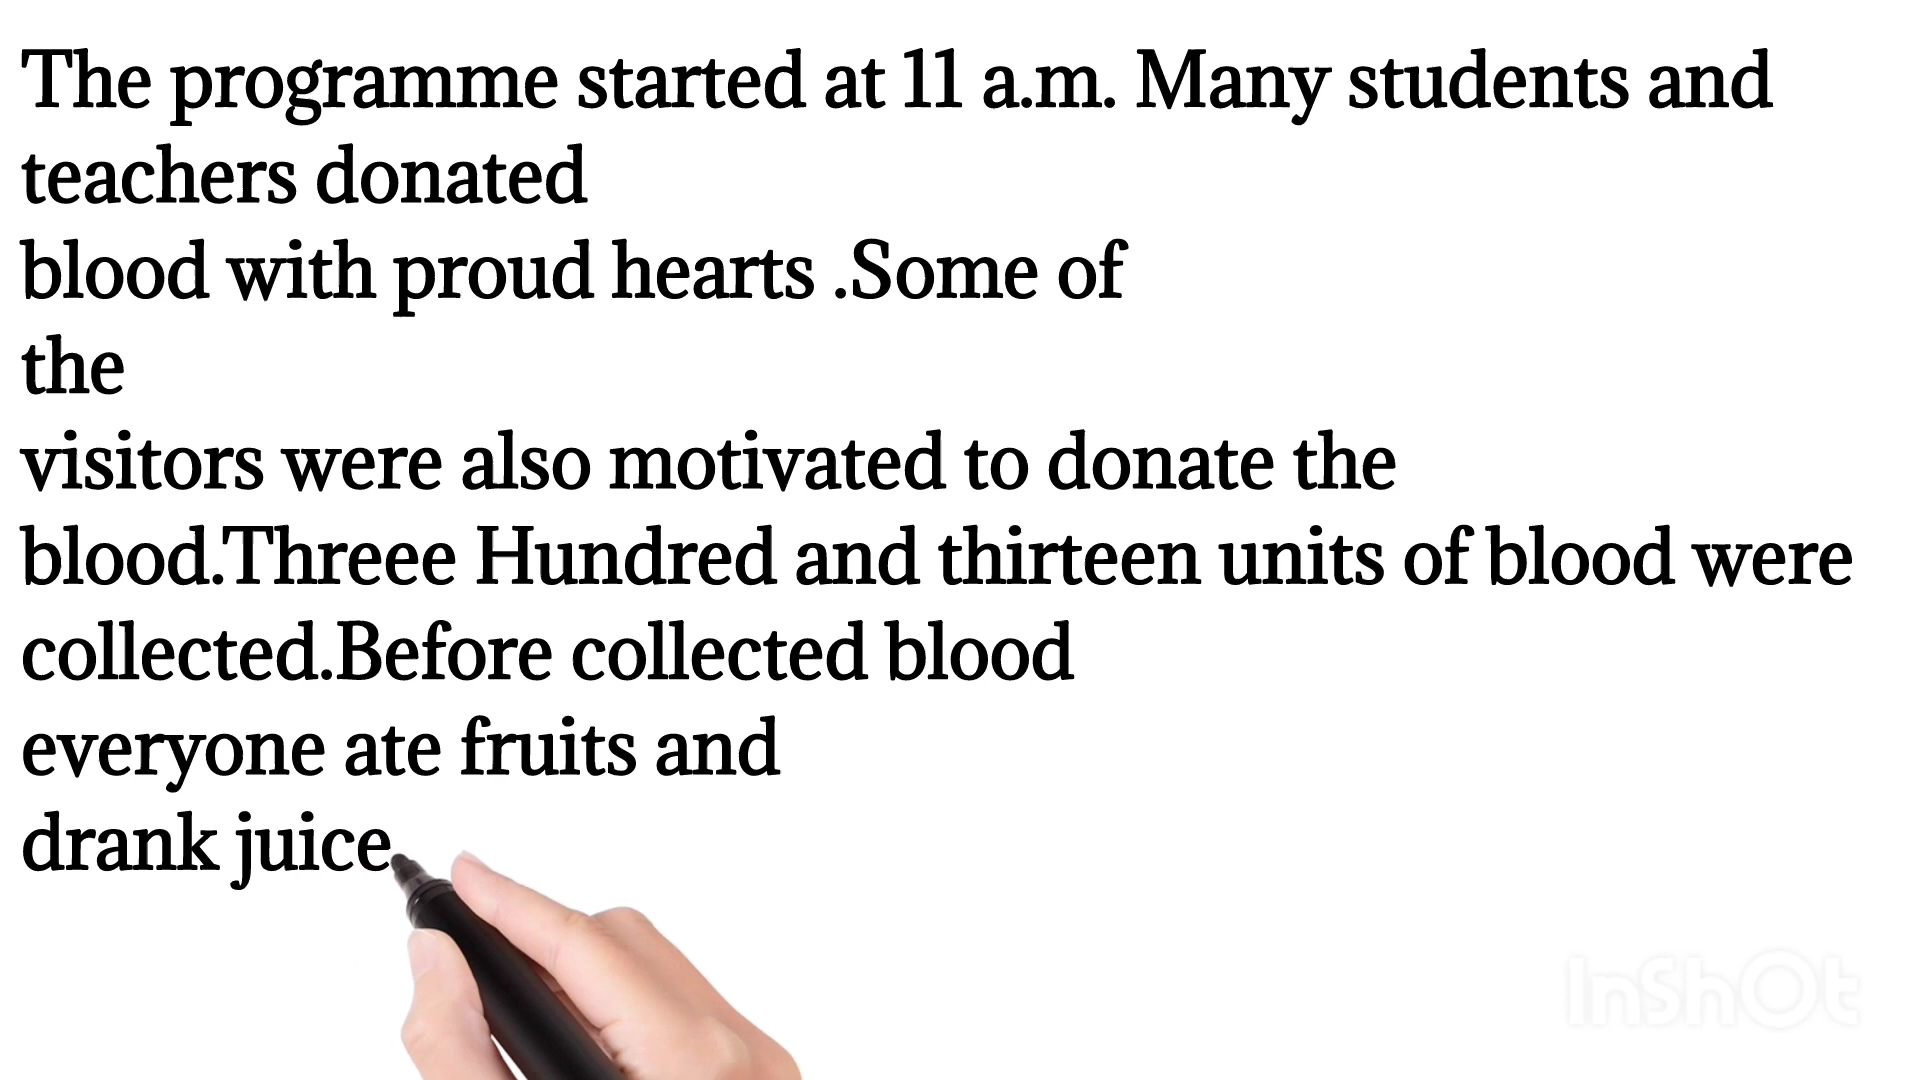 The programme started at 11 a.m. Many students and
teachers donated
blood with proud hearts .Some of
the
visitors were also motivated to donate the
blood.Threee Hundred and thirteen units of blood were
collected.Before collected blood
everyone ate fruits and
drank juice
InShOt